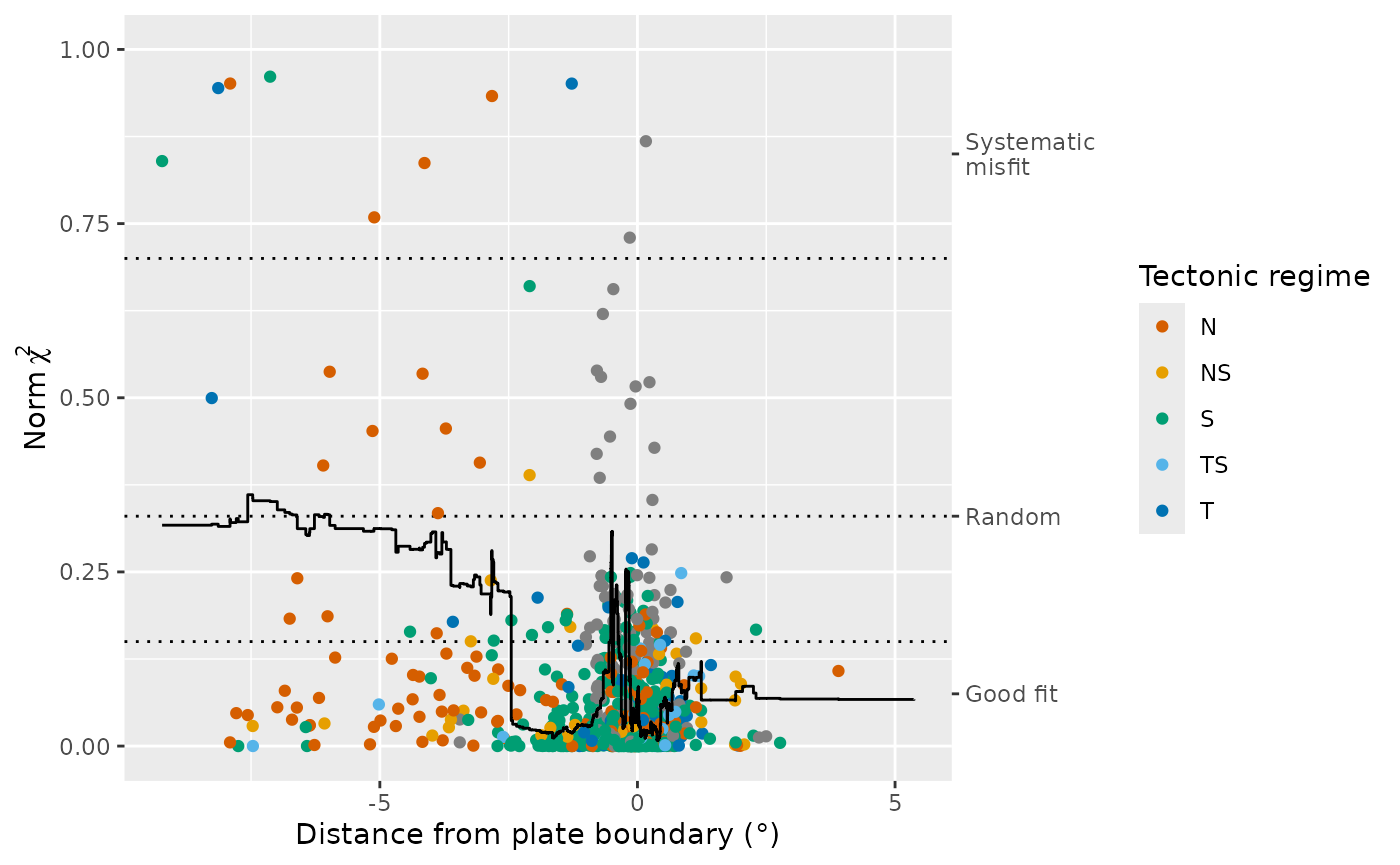 1.00
0.75
0.50
0.25
0.00
Norm χ²
-5
0
5
Distance from plate boundary (°)
Systematic
misfit
Random
Good fit
Tectonic regime
N
NS
S
TS
T